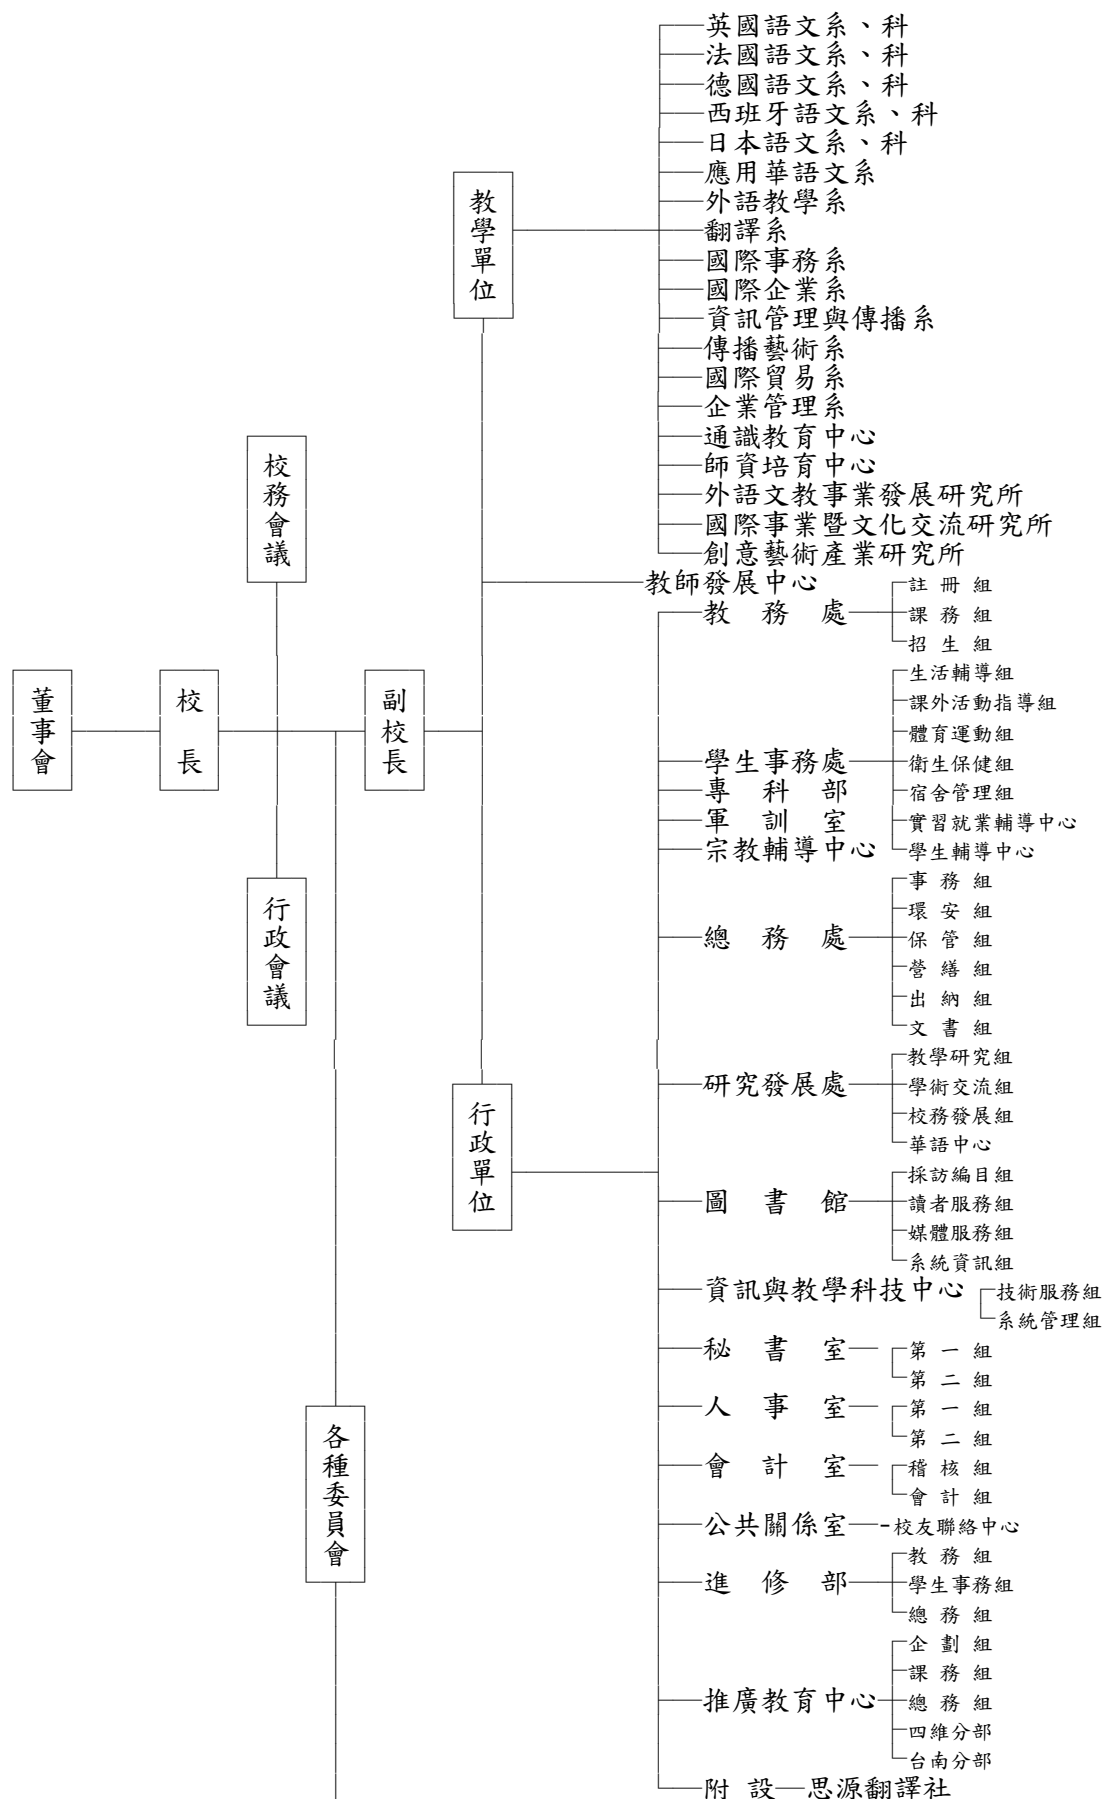 董事會
校長
校務會議
行政會議
各種委員會
副校長
教學單位
英國語文系、科
法國語文系、科
德國語文系、科
西班牙語文系、科
日本語文系、科
應用華語文系
外語教學系
翻譯系
國際事務系
國際企業系
資訊管理與傳播系
傳播藝術系
國際貿易系
企業管理系
通識教育中心
師資培育中心
外語文教事業發展研究所
國際事業暨文化交流研究所
創意藝術產業研究所
教師發展中心
行政單位
教務處
註冊組
課務組
招生組
學生事務處
生活輔導組
課外活動指導組
體育運動組
衛生保健組
宿舍管理組
實習就業輔導中心
學生輔導中心
專科部
軍訓室
宗教輔導中心
總務處
事務組
環安組
保管組
營繕組
出納組
文書組
研究發展處
教學研究組
學術交流組
校務發展組
華語中心
圖書館
採訪編目組
讀者服務組
媒體服務組
系統資訊組
資訊與教學科技中心
技術服務組
系統管理組
秘書室
第一組
第二組
人事室
第一組
第二組
會計室
稽核組
會計組
公共關係室
校友聯絡中心
進修部
教務組
學生事務組
總務組
推廣教育中心
企劃組
課務組
總務組
四維分部
台南分部
附設—思源翻譯社